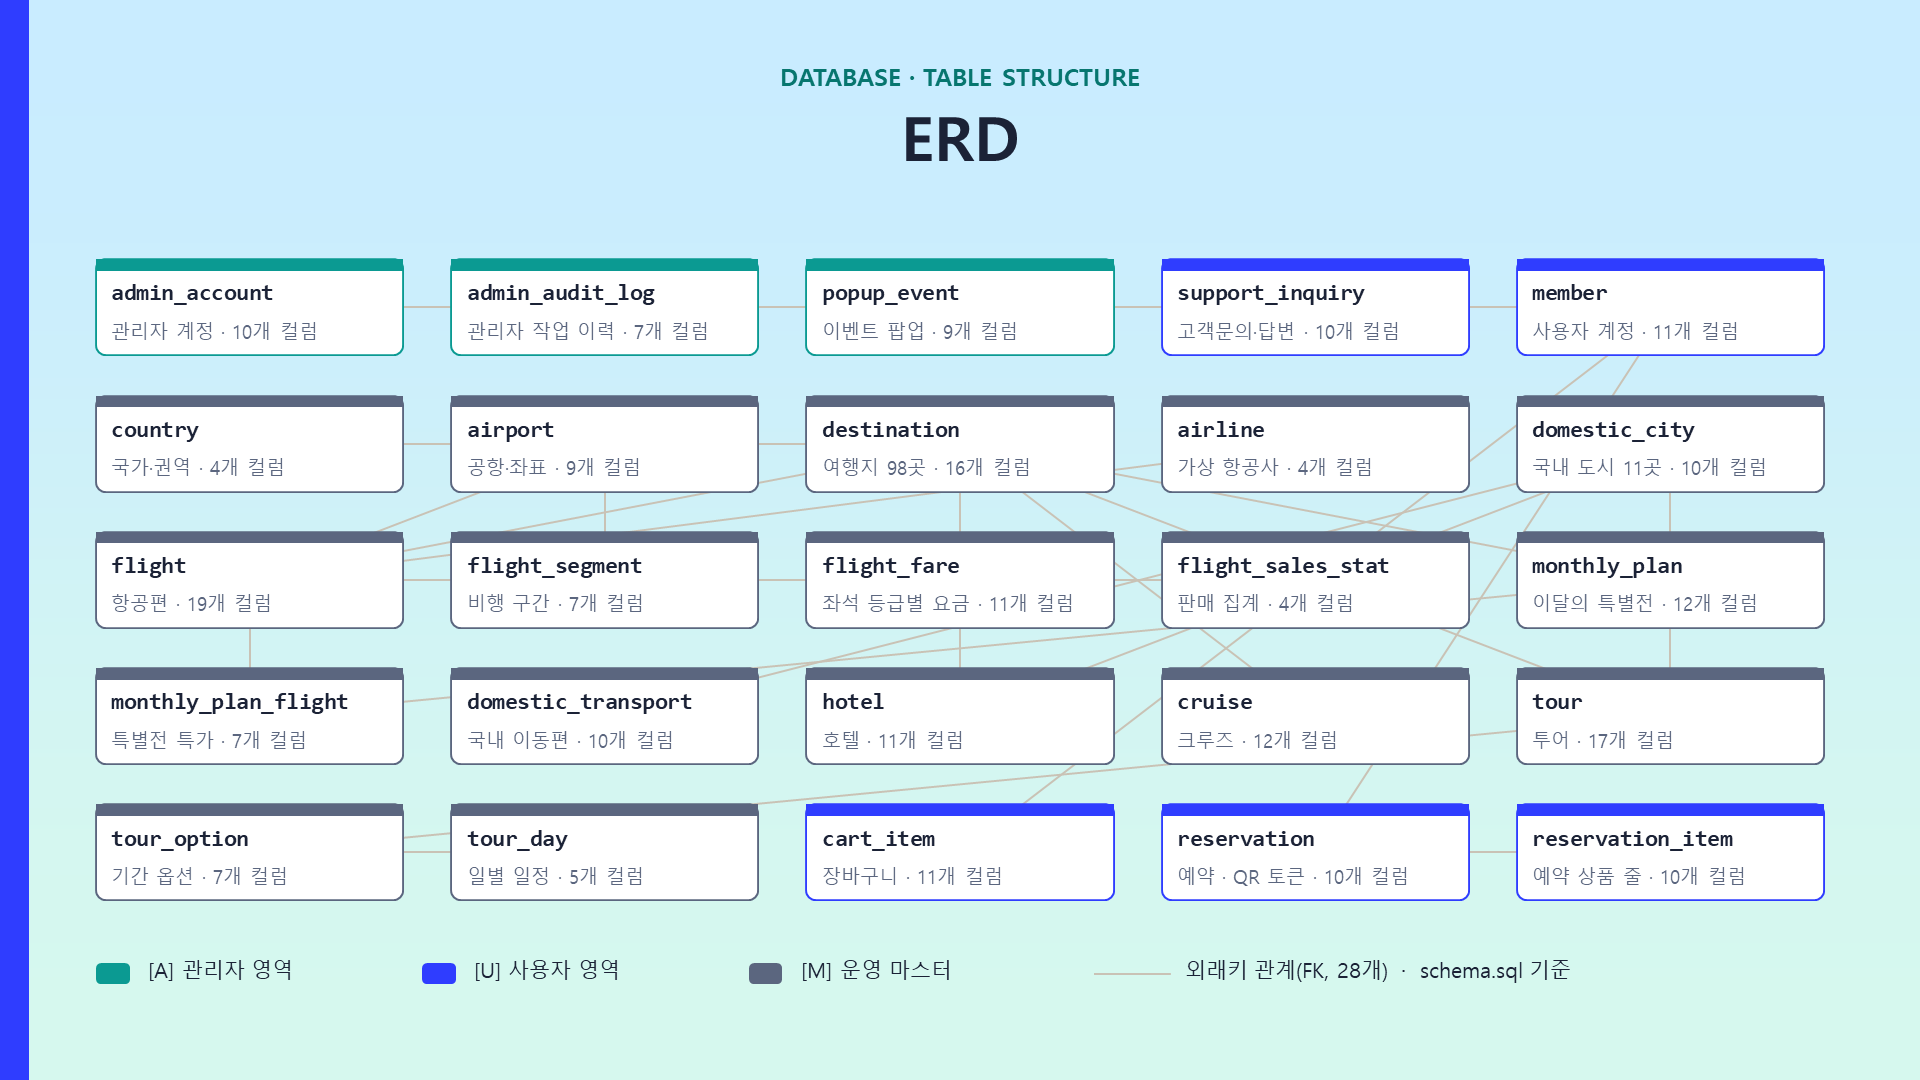 DATABASE · TABLE STRUCTURE
ERD
admin_account
관리자 계정 · 10개 컬럼
admin_audit_log
관리자 작업 이력 · 7개 컬럼
popup_event
이벤트 팝업 · 9개 컬럼
support_inquiry
고객문의·답변 · 10개 컬럼
member
사용자 계정 · 11개 컬럼
country
국가·권역 · 4개 컬럼
airport
공항·좌표 · 9개 컬럼
destination
여행지 98곳 · 16개 컬럼
airline
가상 항공사 · 4개 컬럼
domestic_city
국내 도시 11곳 · 10개 컬럼
flight
항공편 · 19개 컬럼
flight_segment
비행 구간 · 7개 컬럼
flight_fare
좌석 등급별 요금 · 11개 컬럼
flight_sales_stat
판매 집계 · 4개 컬럼
monthly_plan
이달의 특별전 · 12개 컬럼
monthly_plan_flight
특별전 특가 · 7개 컬럼
domestic_transport
국내 이동편 · 10개 컬럼
hotel
호텔 · 11개 컬럼
cruise
크루즈 · 12개 컬럼
tour
투어 · 17개 컬럼
tour_option
기간 옵션 · 7개 컬럼
tour_day
일별 일정 · 5개 컬럼
cart_item
장바구니 · 11개 컬럼
reservation
예약 · QR 토큰 · 10개 컬럼
reservation_item
예약 상품 줄 · 10개 컬럼
[A] 관리자 영역
[U] 사용자 영역
[M] 운영 마스터
외래키 관계(FK, 28개) · schema.sql 기준